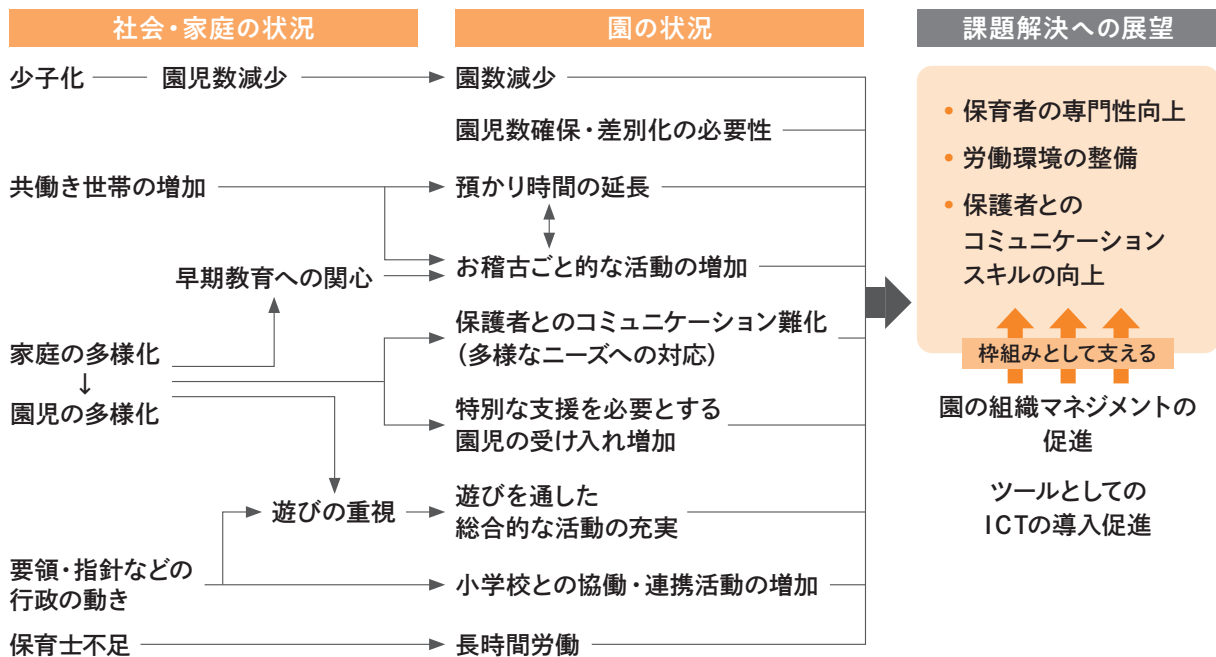 社会・家庭の状況
少子化
園児数減少
共働き世帯の増加
早期教育への関心
家庭の多様化
↓
園児の多様化
遊びの重視
要領・指針などの
行政の動き
保育士不足
園の状況
園数減少
園児数確保・差別化の必要性
預かり時間の延長
お稽古ごと的な活動の増加
保護者とのコミュニケーション難化
（多様なニーズへの対応）
特別な支援を必要とする
園児の受け入れ増加
遊びを通した
総合的な活動の充実
小学校との協働・連携活動の増加
長時間労働
課題解決への展望
• 保育者の専門性向上
• 労働環境の整備
• 保護者との
コミュニケーション
スキルの向上
枠組みとして支える
園の組織マネジメントの
促進
ツールとしての
ICTの導入促進